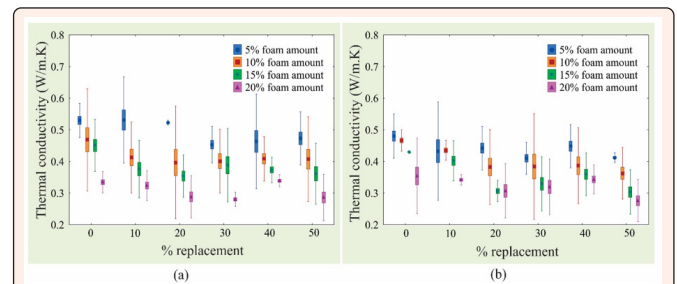 0.8
0.7
0.6
0.5
0.4
0.3
0.2
Thermal conductivity (W/m.K)
5% foam amount
10% foam amount
15% foam amount
20% foam amount
0 10 20 30 40 50
% replacement
(a)
0.8
0.7
0.6
0.5
0.4
0.3
0.2
Thermal conductivity (W/m.K)
5% foam amount
10% foam amount
15% foam amount
20% foam amount
0 10 20 30 40 50
% replacement
(b)